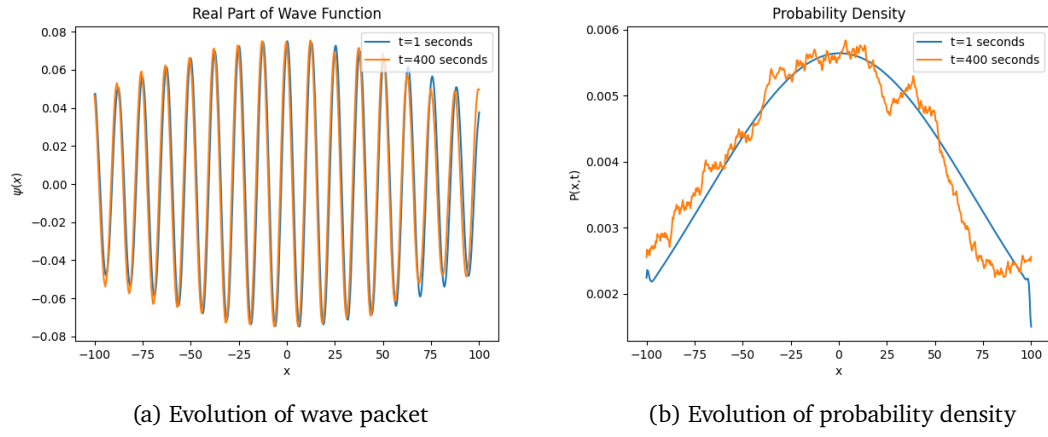 Real Part of Wave Function
t=1 seconds
t=400 seconds
0.08
0.06
0.04
0.02
0.00
−0.02
−0.04
−0.06
−0.08
ψ(x)
−100 −75 −50 −25 0 25 50 75 100
x
(a) Evolution of wave packet
Probability Density
t=1 seconds
t=400 seconds
0.006
0.005
0.004
0.003
0.002
P(x,t)
−100 −75 −50 −25 0 25 50 75 100
x
(b) Evolution of probability density